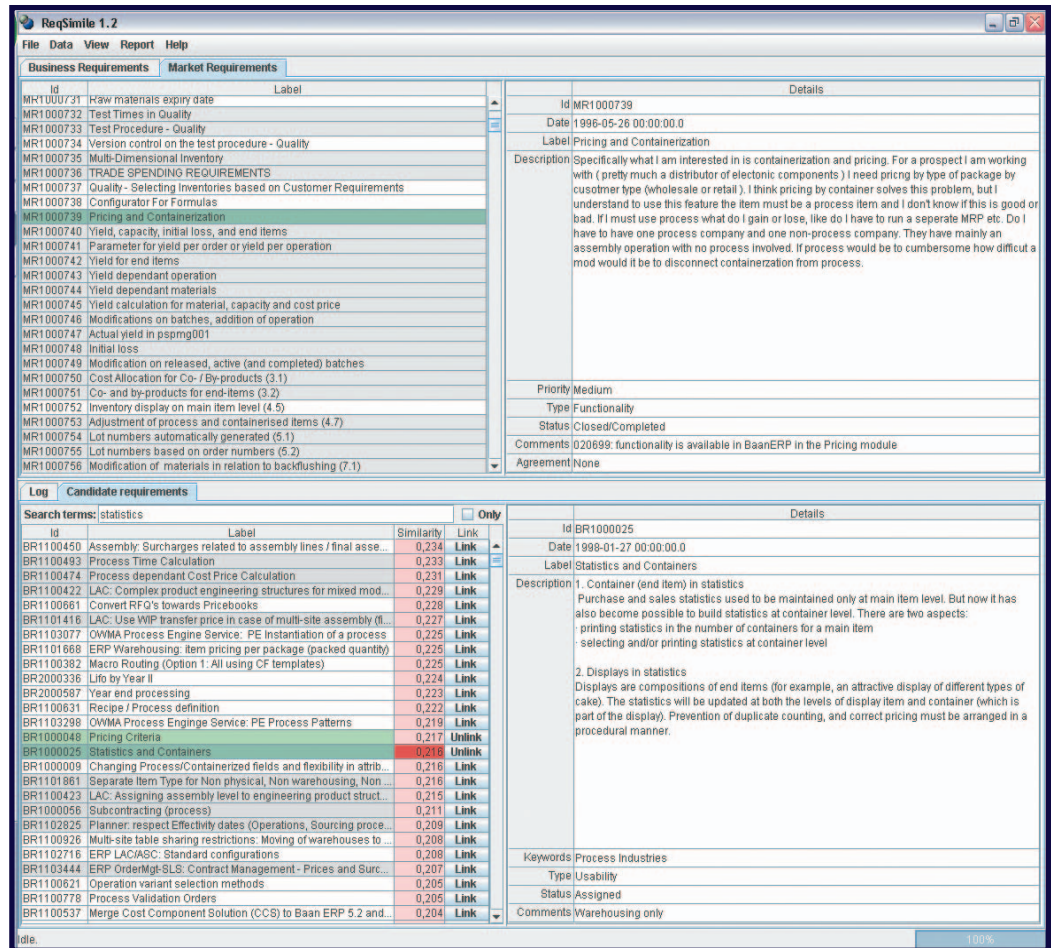 ReqSimile 1.2
File Data View Report Help
Business Requirements Market Requirements
Id Label
MR1000731 Raw materials expiry date
MR1000732 Test Times in Quality
MR1000733 Test Procedure - Quality
MR1000734 Version control on the test procedure - Quality
MR1000735 Multi-Dimensional Inventory
MR1000736 TRADE SPENDING REQUIREMENTS
MR1000737 Quality - Selecting Inventories based on Customer Requirements
MR1000738 Configurator For Formulas
MR1000739 Pricing and Containerization
MR1000740 Yield, capacity, initial loss, and end items
MR1000741 Parameter for yield per order or yield per operation
MR1000742 Yield for end items
MR1000743 Yield dependant operation
MR1000744 Yield dependant materials
MR1000745 Yield calculation for material, capacity and cost price
MR1000746 Modifications on batches, addition of operation
MR1000747 Actual yield in pspmg001
MR1000748 Initial loss
MR1000749 Modification on released, active (and completed) batches
MR1000750 Cost Allocation for Co- / By-products (3.1)
MR1000751 Co- and by-products for end-items (3.2)
MR1000752 Inventory display on main item level (4.5)
MR1000753 Adjustment of process and containerised items (4.7)
MR1000754 Lot numbers automatically generated (5.1)
MR1000755 Lot numbers based on order numbers (5.2)
MR1000756 Modification of materials in relation to backflushing (7.1)
Details
Id MR1000739
Date 1996-05-26 00:00:00.0
Label Pricing and Containerization
Description Specifically what I am interested in is containerization and pricing. For a prospect I am working
with ( pretty much a distributor of electonic components ) I need pricng by type of package by
cusotmer type (wholesale or retail ). I think pricing by container solves this problem, but I
understand to use this feature the item must be a process item and I don't know if this is good or
bad. If I must use process what do I gain or lose, like do I have to run a seperate MRP etc. Do I
have to have one process company and one non-process company. They have mainly an
assembly operation with no process involved. If process would be to cumbersome how difficut a
mod would it be to disconnect containerzation from process.
Priority Medium
Type Functionality
Status Closed/Completed
Comments 020699: functionality is available in BaanERP in the Pricing module
Agreement None
Log Candidate requirements
Search terms: statistics Only
Id Label Similarity Link
BR1100450 Assembly: Surcharges related to assembly lines / final asse... 0,234 Link
BR1100493 Process Time Calculation 0,233 Link
BR1100474 Process dependant Cost Price Calculation 0,231 Link
BR1100422 LAC: Complex product engineering structures for mixed mod... 0,229 Link
BR1100661 Convert RFQ's towards Pricebooks 0,228 Link
BR1101416 LAC: Use WIP transfer price in case of multi-site assembly (fi... 0,227 Link
BR1103077 OWMA Process Engine Service: PE Instantiation of a process 0,225 Link
BR1101668 ERP Warehousing: item pricing per package (packed quantity) 0,225 Link
BR1100382 Macro Routing (Option 1: All using CF templates) 0,225 Link
BR2000336 Lifo by Year II 0,224 Link
BR2000587 Year end processing 0,223 Link
BR1100631 Recipe / Process definition 0,222 Link
BR1103298 OWMA Process Enginge Service: PE Process Patterns 0,219 Link
BR1000048 Pricing Criteria 0,217 Unlink
BR1000025 Statistics and Containers 0,216 Unlink
BR1000009 Changing Process/Containerized fields and flexibility in attrib... 0,216 Link
BR1101861 Separate Item Type for Non physical, Non warehousing, Non ... 0,216 Link
BR1100423 LAC: Assigning assembly level to engineering product struct... 0,215 Link
BR1000056 Subcontracting (process) 0,211 Link
BR1102825 Planner: respect Effectivity dates (Operations, Sourcing proce... 0,209 Link
BR1100926 Multi-site table sharing restrictions: Moving of warehouses to ... 0,208 Link
BR1102716 ERP LAC/ASC: Standard configurations 0,208 Link
BR1103444 ERP OrderMgt-SLS: Contract Management - Prices and Surc... 0,207 Link
BR1100621 Operation variant selection methods 0,205 Link
BR1100778 Process Validation Orders 0,205 Link
BR1100537 Merge Cost Component Solution (CCS) to Baan ERP 5.2 and... 0,204 Link
Details
Id BR1000025
Date 1998-01-27 00:00:00.0
Label Statistics and Containers
Description 1. Container (end item) in statistics
Purchase and sales statistics used to be maintained only at main item level. But now it has
also become possible to build statistics at container level. There are two aspects:
· printing statistics in the number of containers for a main item
· selecting and/or printing statistics at container level
2. Displays in statistics
Displays are compositions of end items (for example, an attractive display of different types of
cake). The statistics will be updated at both the levels of display item and container (which is
part of the display). Prevention of duplicate counting, and correct pricing must be arranged in a
procedural manner.
Keywords Process Industries
Type Usability
Status Assigned
Comments Warehousing only
Idle. 100%